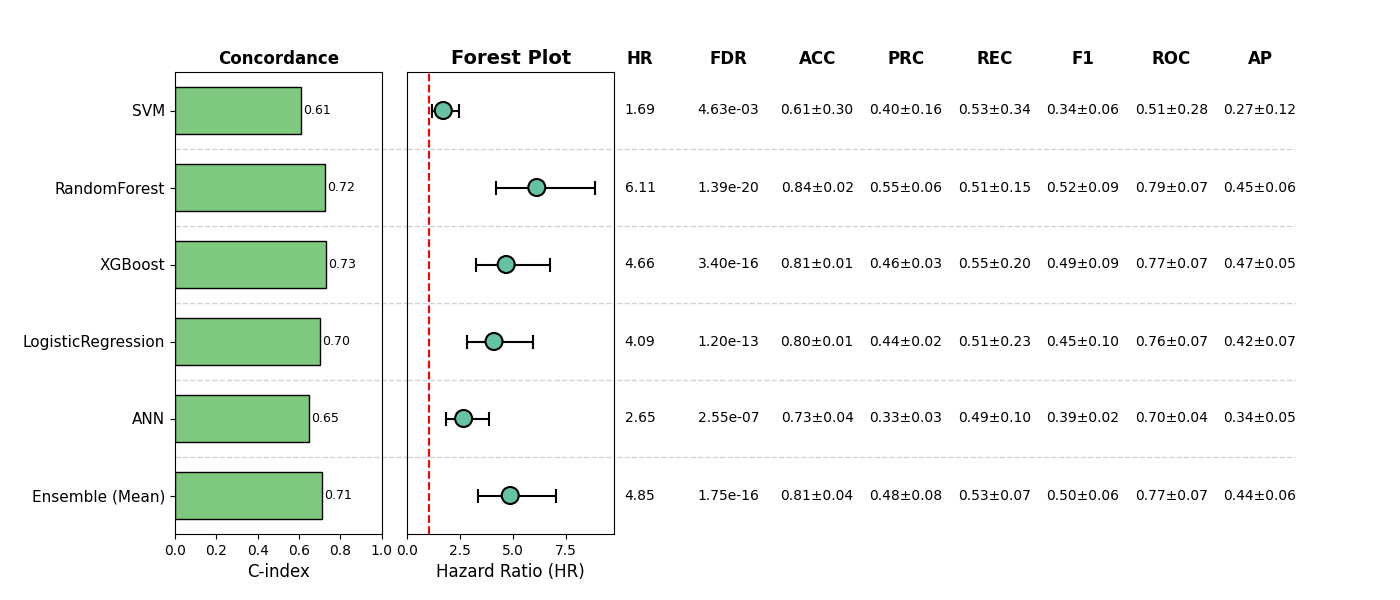 Concordance Forest Plot HR FDR ACC PRC REC F1 ROC AP
SVM 0.61 1.69 4.63e-03 0.61±0.30 0.40±0.16 0.53±0.34 0.34±0.06 0.51±0.28 0.27±0.12
RandomForest 0.72 6.11 1.39e-20 0.84±0.02 0.55±0.06 0.51±0.15 0.52±0.09 0.79±0.07 0.45±0.06
XGBoost 0.73 4.66 3.40e-16 0.81±0.01 0.46±0.03 0.55±0.20 0.49±0.09 0.77±0.07 0.47±0.05
LogisticRegression 0.70 4.09 1.20e-13 0.80±0.01 0.44±0.02 0.51±0.23 0.45±0.10 0.76±0.07 0.42±0.07
ANN 0.65 2.65 2.55e-07 0.73±0.04 0.33±0.03 0.49±0.10 0.39±0.02 0.70±0.04 0.34±0.05
Ensemble (Mean) 0.71 4.85 1.75e-16 0.81±0.04 0.48±0.08 0.53±0.07 0.50±0.06 0.77±0.07 0.44±0.06
0.0 0.2 0.4 0.6 0.8 1.0 0.0 2.5 5.0 7.5
C-index Hazard Ratio (HR)